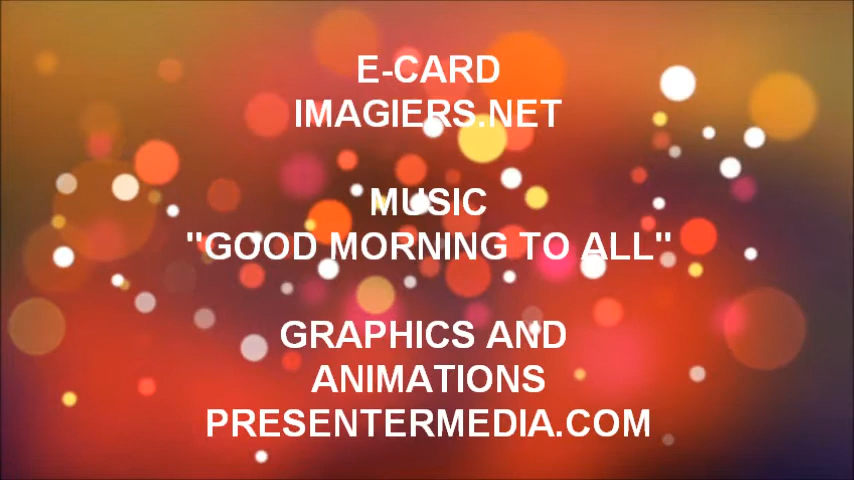 E-CARD
IMAGIERS.NET
MUSIC
"GOOD MORNING TO ALL"
GRAPHICS AND
ANIMATIONS
PRESENTERMEDIA.COM